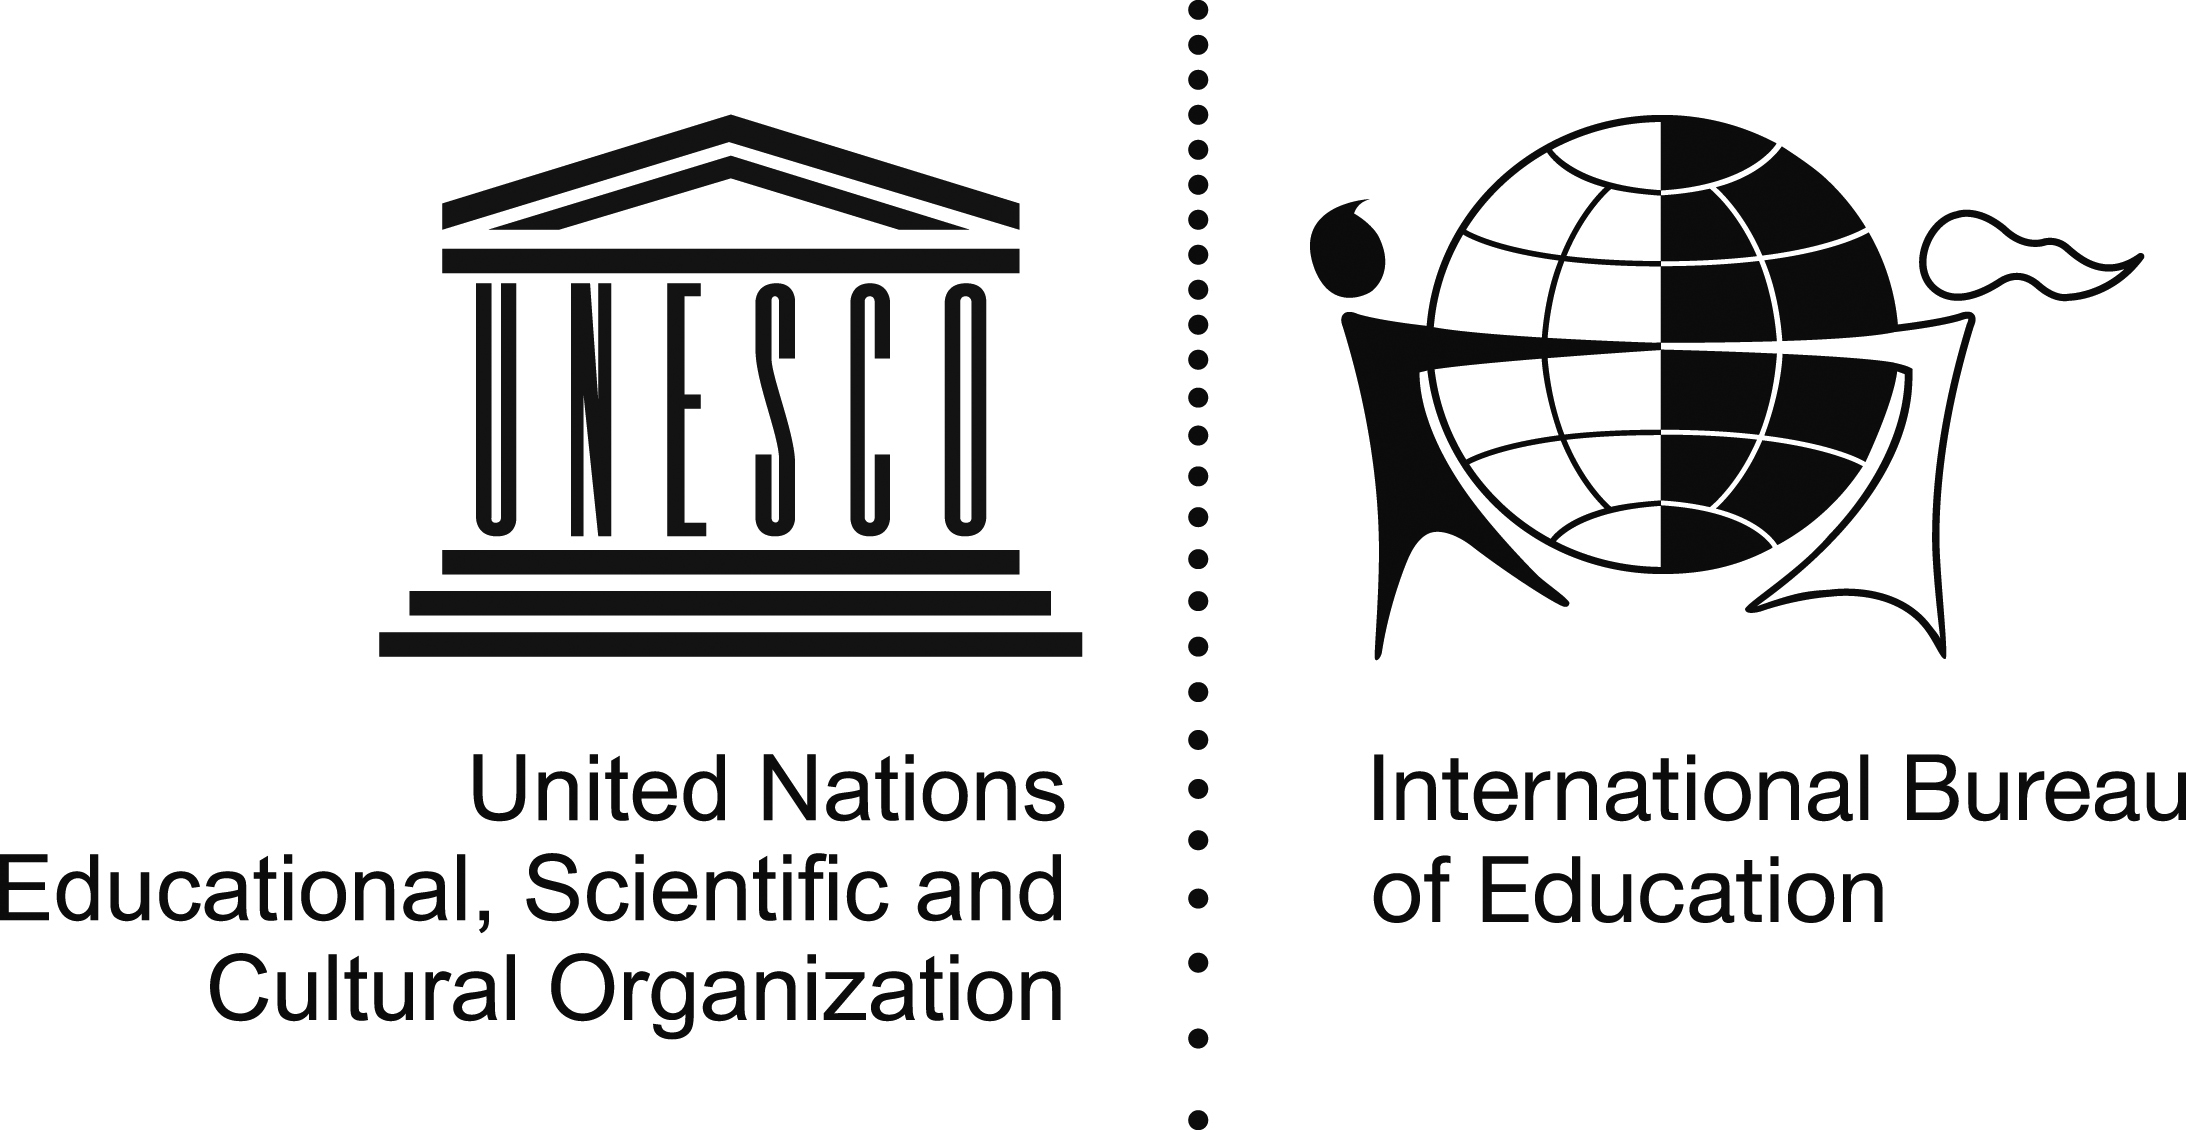 UNESCO
United Nations
Educational, Scientific and
Cultural Organization
International Bureau
of Education